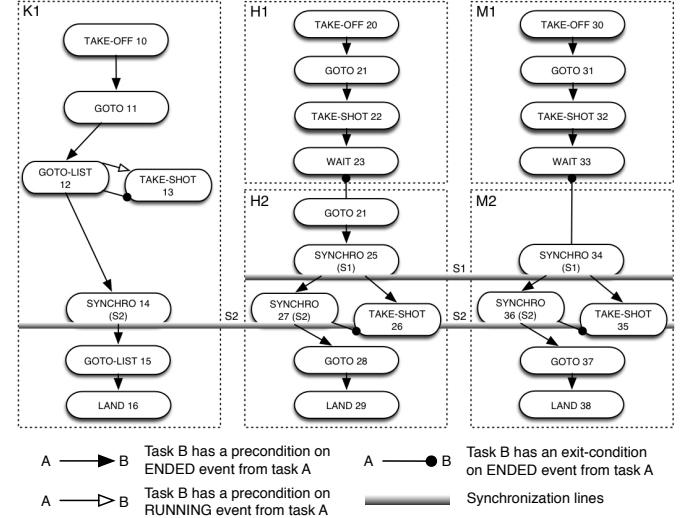 K1
TAKE-OFF 10
GOTO 11
GOTO-LIST
12
TAKE-SHOT
13
SYNCHRO 14
(S2)
GOTO-LIST 15
LAND 16
H1
TAKE-OFF 20
GOTO 21
TAKE-SHOT 22
WAIT 23
H2
GOTO 21
SYNCHRO 25
(S1)
S1
S2
SYNCHRO
27 (S2)
TAKE-SHOT
26
GOTO 28
LAND 29
M1
TAKE-OFF 30
GOTO 31
TAKE-SHOT 32
WAIT 33
M2
SYNCHRO 34
(S1)
S2
SYNCHRO
36 (S2)
TAKE-SHOT
35
GOTO 37
LAND 38
A B Task B has a precondition on
ENDED event from task A
A B Task B has a precondition on
RUNNING event from task A
A B Task B has an exit-condition
on ENDED event from task A
Synchronization lines